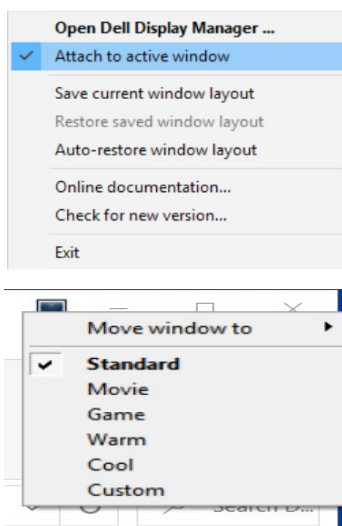 Open Dell Display Manager ...
Attach to active window
Save current window layout
Restore saved window layout
Auto-restore window layout
Online documentation...
Check for new version...
Exit
Move window to
Standard
Movie
Game
Warm
Cool
Custom
Search D...